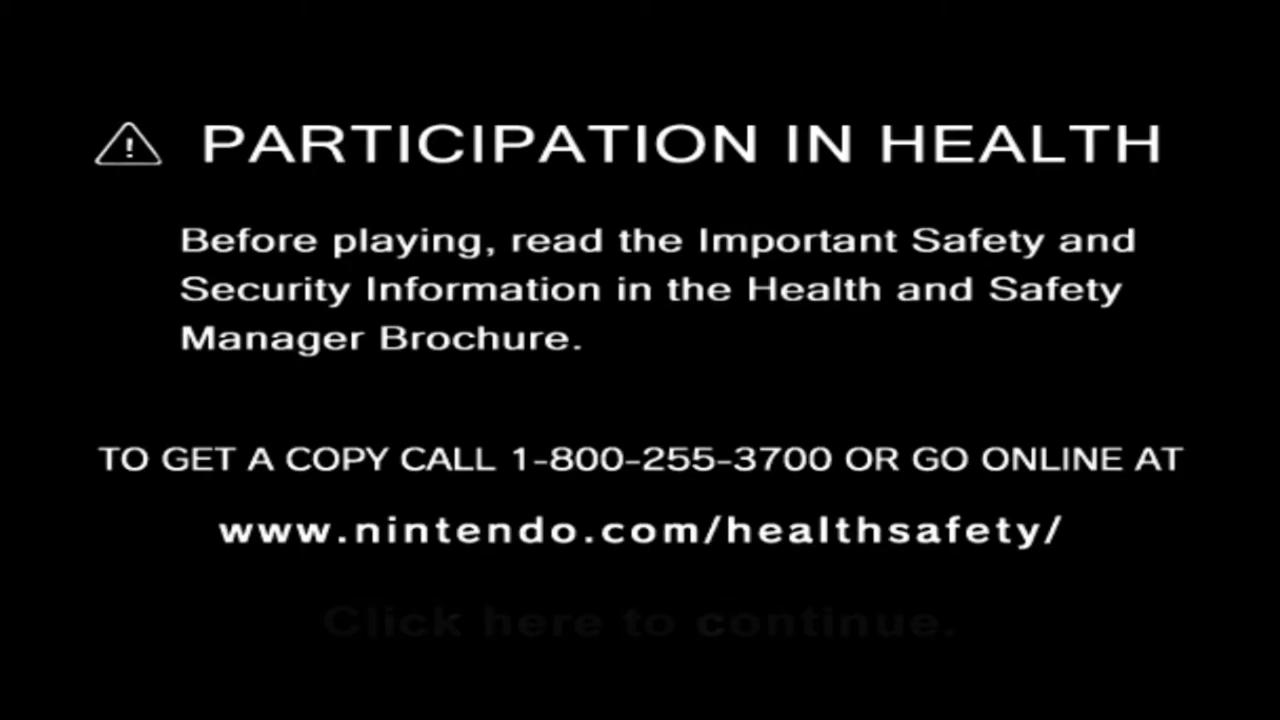 PARTICIPATION IN HEALTH
Before playing, read the Important Safety and
Security Information in the Health and Safety
Manager Brochure.
TO GET A COPY CALL 1-800-255-3700 OR GO ONLINE AT
www.nintendo.com/healthsafety/
Click here to continue.